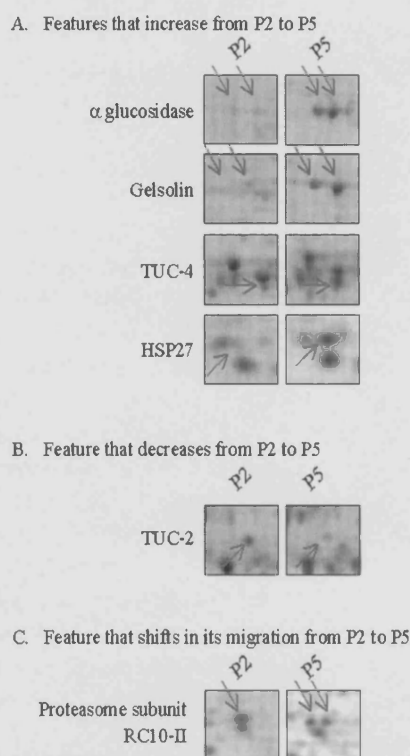 A. Features that increase from P2 to P5
P2 P5
α glucosidase
Gelsolin
TUC-4
HSP27
B. Feature that decreases from P2 to P5
P2 P5
TUC-2
C. Feature that shifts in its migration from P2 to P5
P2 P5
Proteasome subunit
RC10-II